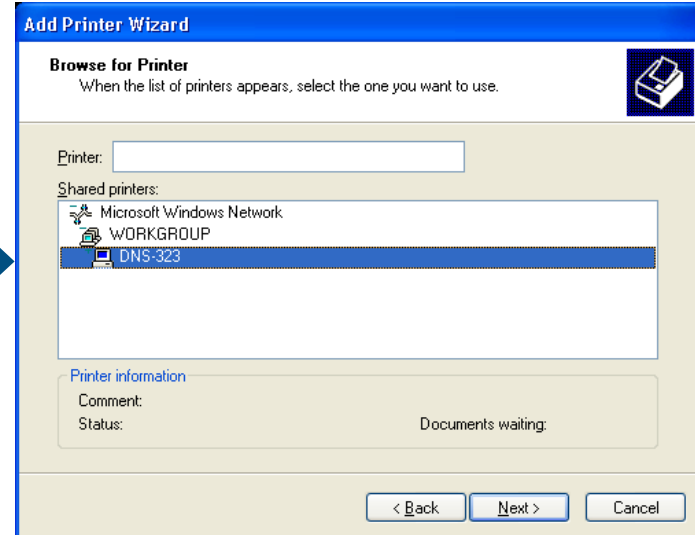 Add Printer Wizard
Browse for Printer
When the list of printers appears, select the one you want to use.
Printer:
Shared printers:
Microsoft Windows Network
WORKGROUP
DNS-323
Printer information
Comment:
Status:
Documents waiting:
< Back
Next >
Cancel